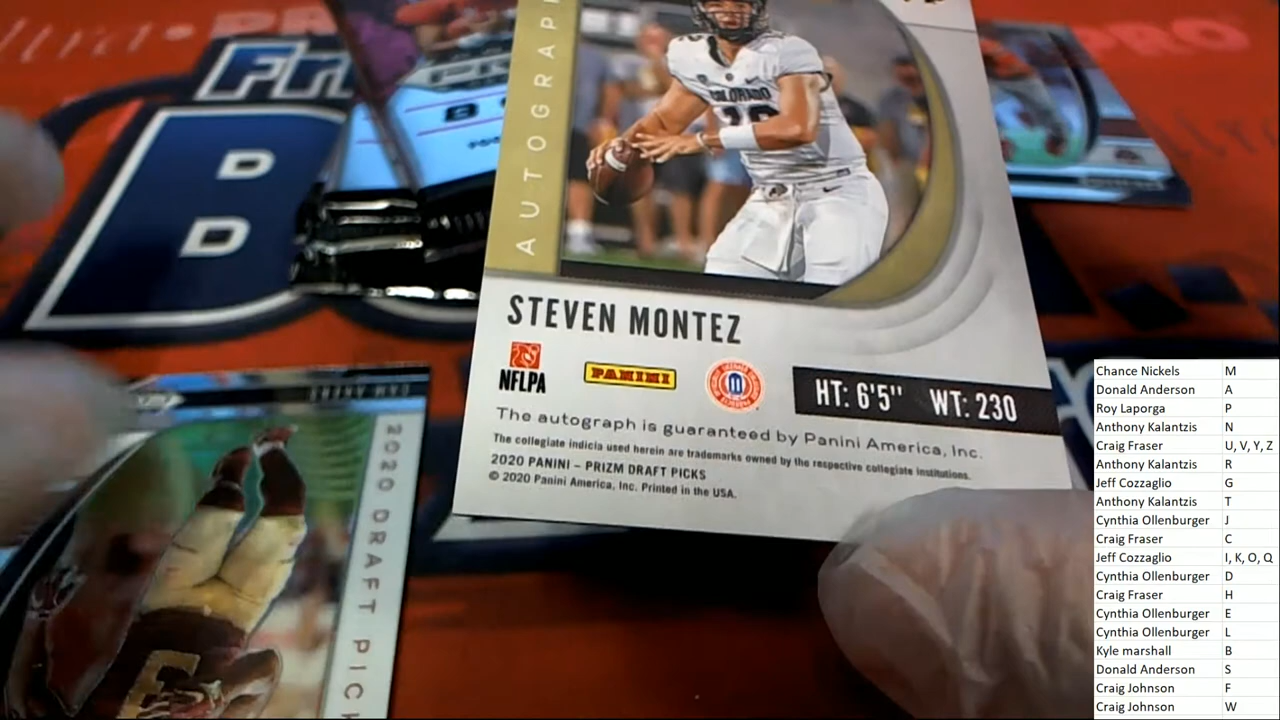 PRO
AUTOGRAPH
COLORADO
STEVEN MONTEZ
NFLPA
PANINI
HT: 6'5" WT: 230
The autograph is guaranteed by Panini America, Inc.
The collegiate indicia used herein are trademarks owned by the respective collegiate institutions.
2020 PANINI – PRIZM DRAFT PICKS
© 2020 Panini America, Inc. Printed in the USA.
CAM AKERS
2020 DRAFT PICK
Chance Nickels M
Donald Anderson A
Roy Laporga P
Anthony Kalantzis N
Craig Fraser U, V, Y, Z
Anthony Kalantzis R
Jeff Cozzaglio G
Anthony Kalantzis T
Cynthia Ollenburger J
Craig Fraser C
Jeff Cozzaglio I, K, O, Q
Cynthia Ollenburger D
Craig Fraser H
Cynthia Ollenburger E
Cynthia Ollenburger L
Kyle marshall B
Donald Anderson S
Craig Johnson F
Craig Johnson W